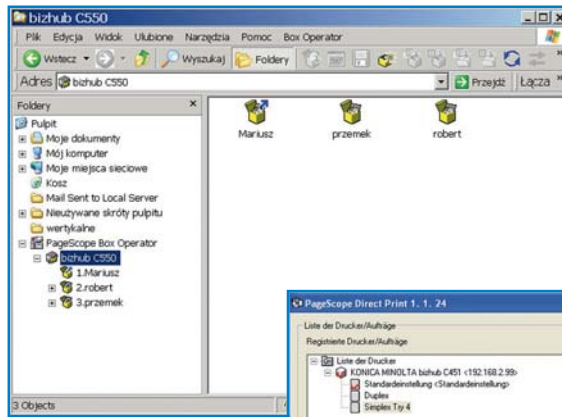 bizhub C550
Plik Edycja Widok Ulubione Narzędzia Pomoc Box Operator
Wstecz Wyszukaj Foldery
Adres bizhub C550 Przejdź Łącza
Foldery
Pulpit
Moje dokumenty
Mój komputer
Moje miejsca sieciowe
Kosz
Mail Sent to Local Server
Nieużywane skróty pulpitu
wertykalne
PageScope Box Operator
bizhub C550
1.Mariusz
2.robert
3.przemek
Mariusz przemek robert
3 Objects
PageScope Direct Print 1. 1. 24
Liste der Drucker/Aufträge
Registrierte Drucker/Aufträge
Liste der Drucker
KONICA MINOLTA bizhub C451 <192.168.2.99>
Standardeinstellung <Standardeinstellung>
Duplex
Simplex Try 4